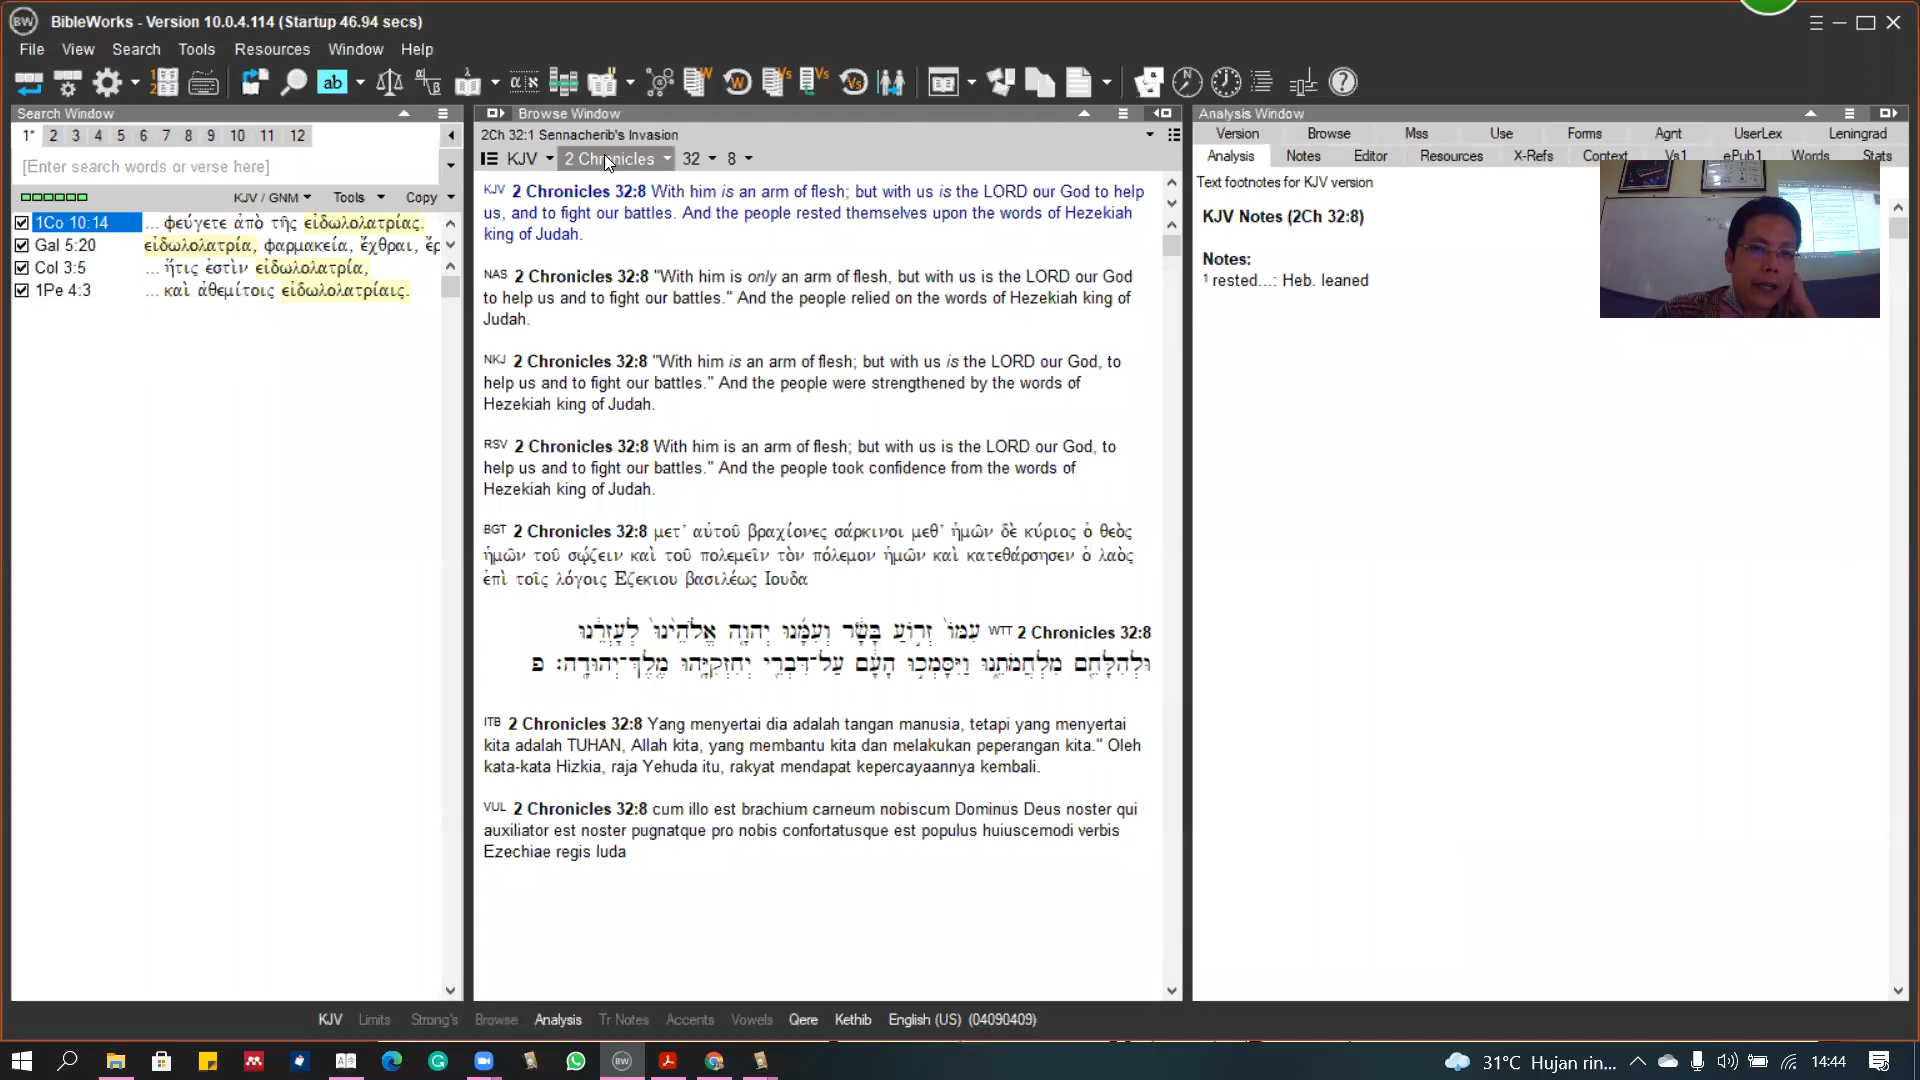 BibleWorks - Version 10.0.4.114 (Startup 46.94 secs)
File View Search Tools Resources Window Help
Search Window
1* 2 3 4 5 6 7 8 9 10 11 12
[Enter search words or verse here]
KJV / GNM Tools Copy
1Co 10:14 ... φεύγετε ἀπὸ τῆς εἰδωλολατρίας.
Gal 5:20 εἰδωλολατρία, φαρμακεία, ἔχθραι, ἔρ
Col 3:5 ... ἥτις ἐστὶν εἰδωλολατρία,
1Pe 4:3 ... καὶ ἀθεμίτοις εἰδωλολατρίαις.
Browse Window
2Ch 32:1 Sennacherib's Invasion
KJV 2 Chronicles 32 8
KJV 2 Chronicles 32:8 With him is an arm of flesh; but with us is the LORD our God to help
us, and to fight our battles. And the people rested themselves upon the words of Hezekiah
king of Judah.
NAS 2 Chronicles 32:8 "With him is only an arm of flesh, but with us is the LORD our God
to help us and to fight our battles." And the people relied on the words of Hezekiah king of
Judah.
NKJ 2 Chronicles 32:8 "With him is an arm of flesh; but with us is the LORD our God, to
help us and to fight our battles." And the people were strengthened by the words of
Hezekiah king of Judah.
RSV 2 Chronicles 32:8 With him is an arm of flesh; but with us is the LORD our God, to
help us and to fight our battles." And the people took confidence from the words of
Hezekiah king of Judah.
BGT 2 Chronicles 32:8 μετ᾽ αὐτοῦ βραχίονες σάρκινοι μεθ᾽ ἡμῶν δὲ κύριος ὁ θεὸς
ἡμῶν τοῦ σῴζειν καὶ τοῦ πολεμεῖν τὸν πόλεμον ἡμῶν καὶ κατεθάρσησεν ὁ λαὸς
ἐπὶ τοῖς λόγοις Εζεκιου βασιλέως Ιουδα
WTT 2 Chronicles 32:8 עִמּוֹ֙ זְר֣וֹעַ בָּשָׂ֔ר וְעִמָּ֜נוּ יְהוָ֤ה אֱלֹהֵ֙ינוּ֙ לְעָזְרֵ֔נוּ
וּלְהִלָּחֵ֖ם מִלְחֲמֹתֵ֑נוּ וַיִּסָּמְכ֣וּ הָעָ֔ם עַל־דִּבְרֵ֖י יְחִזְקִיָּ֥הוּ מֶֽלֶךְ־יְהוּדָֽה׃ פ
ITB 2 Chronicles 32:8 Yang menyertai dia adalah tangan manusia, tetapi yang menyertai
kita adalah TUHAN, Allah kita, yang membantu kita dan melakukan peperangan kita." Oleh
kata-kata Hizkia, raja Yehuda itu, rakyat mendapat kepercayaannya kembali.
VUL 2 Chronicles 32:8 cum illo est brachium carneum nobiscum Dominus Deus noster qui
auxiliator est noster pugnatque pro nobis confortatusque est populus huiuscemodi verbis
Ezechiae regis Iuda
Analysis Window
Version Browse Mss Use Forms Agnt UserLex Leningrad
Analysis Notes Editor Resources X-Refs Context Vs1 ePub1 Words Stats
Text footnotes for KJV version
KJV Notes (2Ch 32:8)
Notes:
1 rested...: Heb. leaned
KJV Limits Strong's Browse Analysis Tr Notes Accents Vowels Qere Kethib English (US) (04090409)
31°C Hujan rin... 14:44